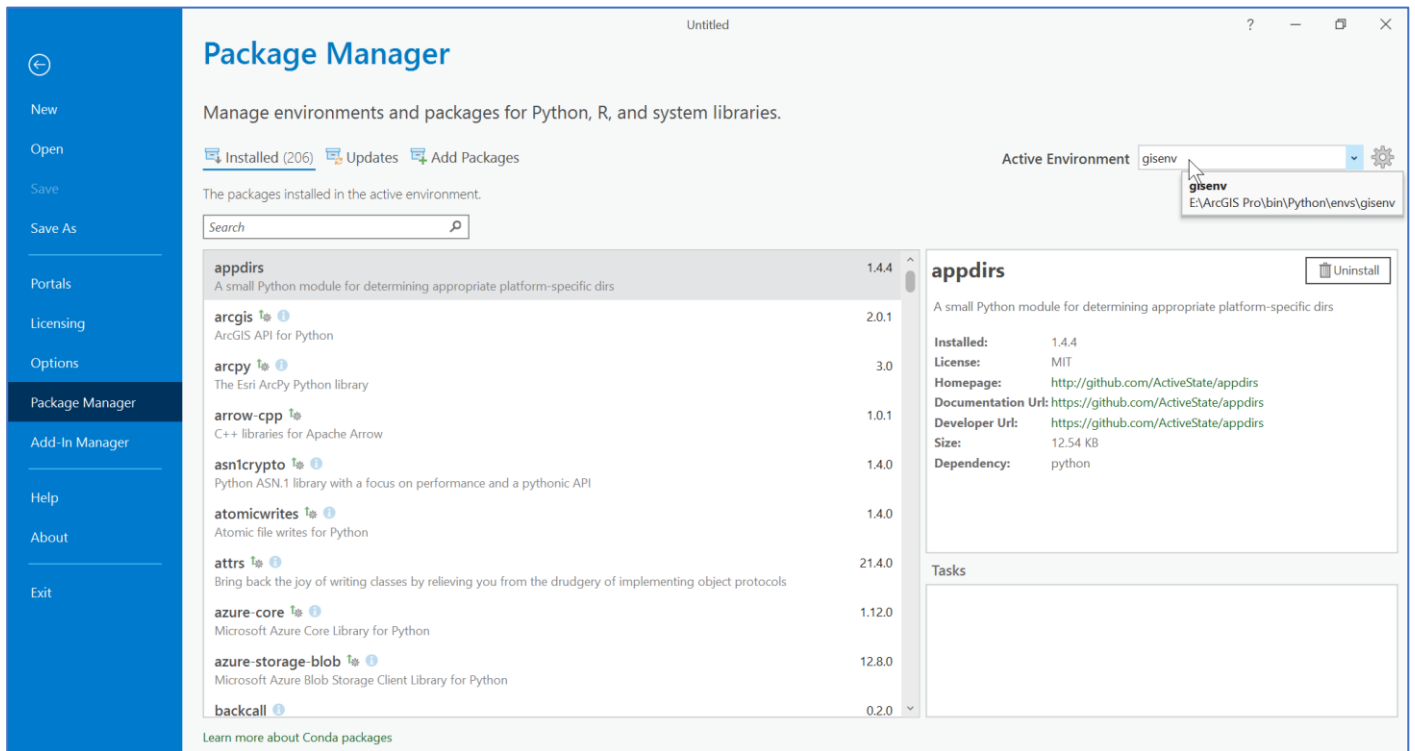 Untitled
?
Package Manager
New
Open
Save
Save As
Portals
Licensing
Options
Package Manager
Add-In Manager
Help
About
Exit
Manage environments and packages for Python, R, and system libraries.
Installed (206) Updates Add Packages
Active Environment gisenv
gisenv
E:\ArcGIS Pro\bin\Python\envs\gisenv
The packages installed in the active environment.
Search
appdirs 1.4.4
A small Python module for determining appropriate platform-specific dirs
arcgis 2.0.1
ArcGIS API for Python
arcpy 3.0
The Esri ArcPy Python library
arrow-cpp 1.0.1
C++ libraries for Apache Arrow
asn1crypto 1.4.0
Python ASN.1 library with a focus on performance and a pythonic API
atomicwrites 1.4.0
Atomic file writes for Python
attrs 21.4.0
Bring back the joy of writing classes by relieving you from the drudgery of implementing object protocols
azure-core 1.12.0
Microsoft Azure Core Library for Python
azure-storage-blob 12.8.0
Microsoft Azure Blob Storage Client Library for Python
backcall 0.2.0
Learn more about Conda packages
appdirs
Uninstall
A small Python module for determining appropriate platform-specific dirs
Installed: 1.4.4
License: MIT
Homepage: http://github.com/ActiveState/appdirs
Documentation Url: https://github.com/ActiveState/appdirs
Developer Url: https://github.com/ActiveState/appdirs
Size: 12.54 KB
Dependency: python
Tasks